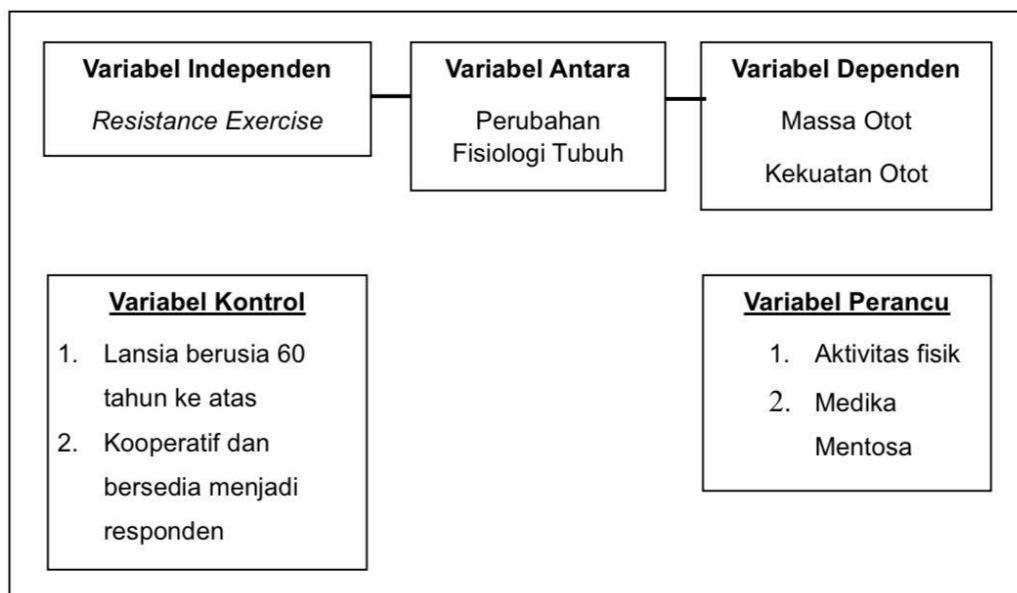 Variabel Independen
Resistance Exercise
Variabel Antara
Perubahan
Fisiologi Tubuh
Variabel Dependen
Massa Otot
Kekuatan Otot
Variabel Kontrol
1. Lansia berusia 60
tahun ke atas
2. Kooperatif dan
bersedia menjadi
responden
Variabel Perancu
1. Aktivitas fisik
2. Medika
Mentosa